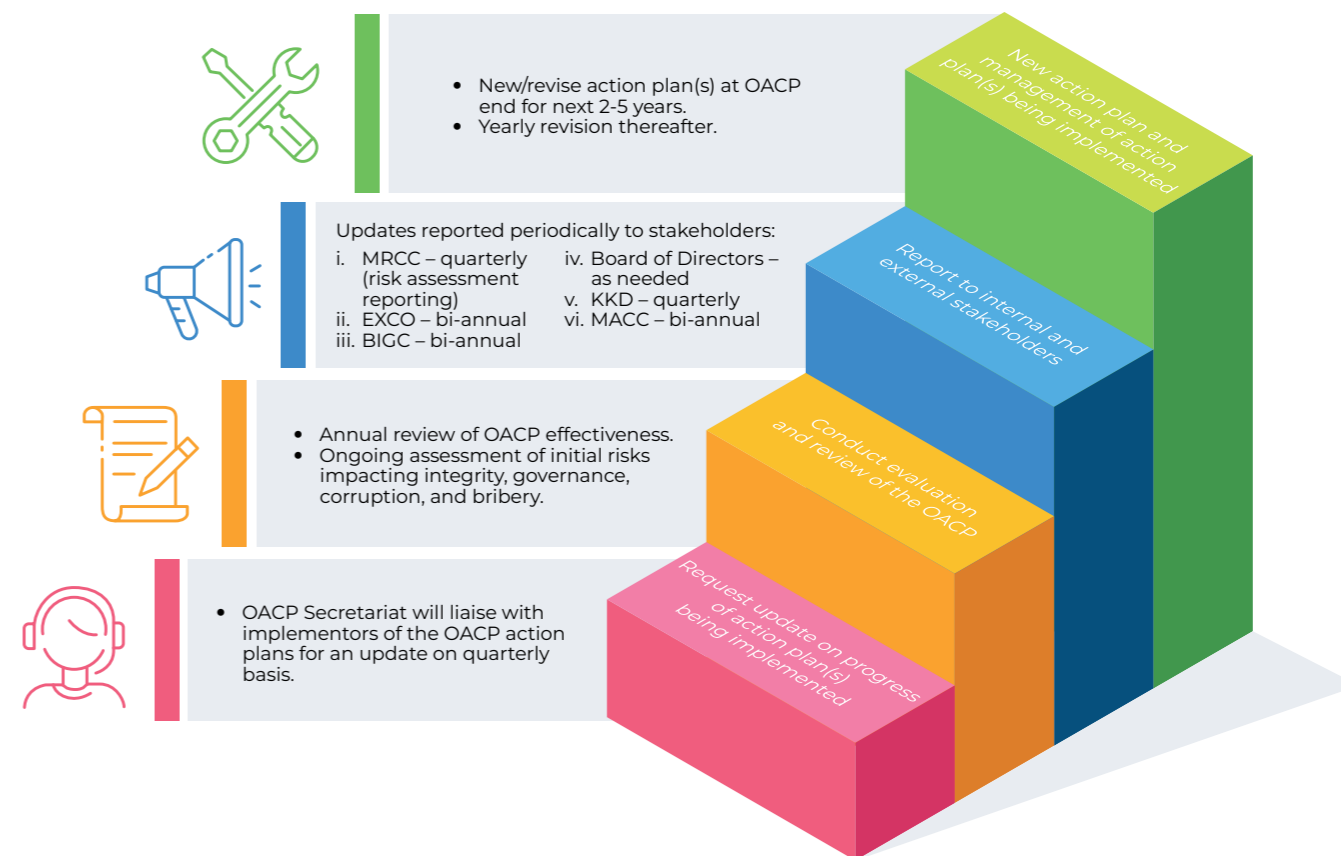 • New/revise action plan(s) at OACP
end for next 2-5 years.
• Yearly revision thereafter.
New action plan and
management of action
plan(s) being implemented
Updates reported periodically to stakeholders:
i. MRCC – quarterly
(risk assessment
reporting)
ii. EXCO – bi-annual
iii. BIGC – bi-annual
iv. Board of Directors –
as needed
v. KKD – quarterly
vi. MACC – bi-annual
Report to internal and
external stakeholders
• Annual review of OACP effectiveness.
• Ongoing assessment of initial risks
impacting integrity, governance,
corruption, and bribery.
Conduct evaluation
and review of the OACP
• OACP Secretariat will liaise with
implementors of the OACP action
plans for an update on quarterly
basis.
Request update on progress
of action plan(s)
being implemented